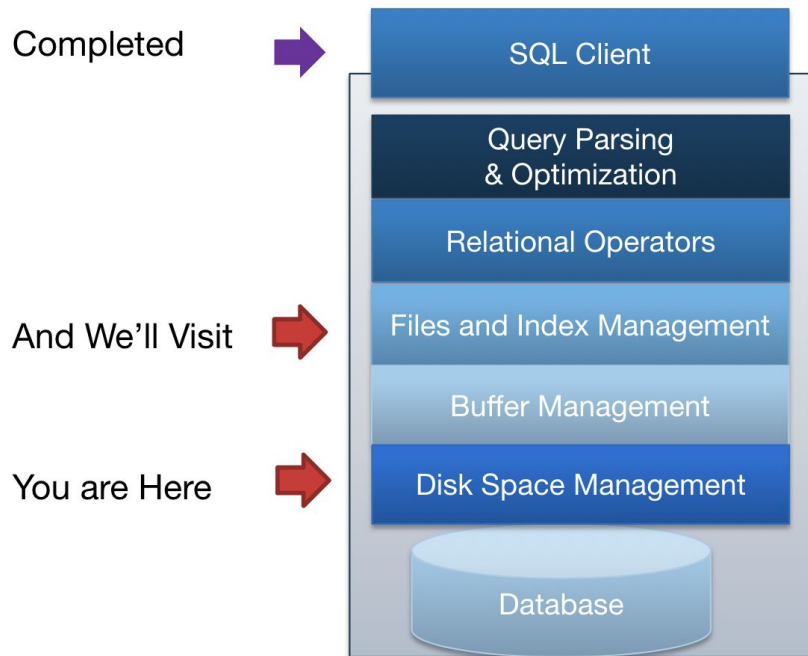 Completed
SQL Client
Query Parsing
& Optimization
Relational Operators
And We’ll Visit
Files and Index Management
Buffer Management
You are Here
Disk Space Management
Database